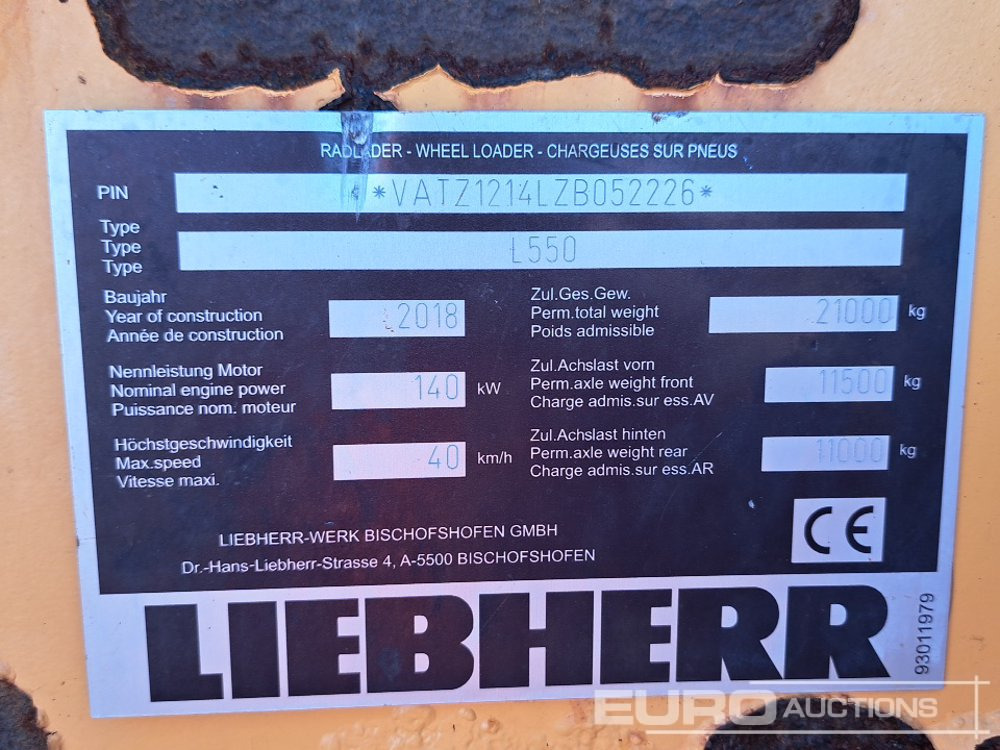 RADLADER - WHEEL LOADER - CHARGEUSES SUR PNEUS
PIN *VATZ1214LZB052226*
Type
Type L550
Type
Baujahr
Year of construction 2018
Année de construction
Nennleistung Motor
Nominal engine power 140 kW
Puissance nom. moteur
Höchstgeschwindigkeit
Max.speed 40 km/h
Vitesse maxi.
Zul.Ges.Gew.
Perm.total weight 21000 kg
Poids admissible
Zul.Achslast vorn
Perm.axle weight front 11500 kg
Charge admis.sur ess.AV
Zul.Achslast hinten
Perm.axle weight rear 11000 kg
Charge admis.sur ess.AR
LIEBHERR-WERK BISCHOFSHOFEN GMBH
Dr.-Hans-Liebherr-Strasse 4, A-5500 BISCHOFSHOFEN
CE
LIEBHERR
93011979
EURO AUCTIONS